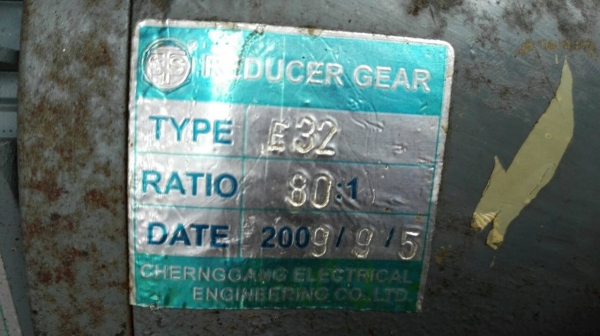 REDUCER GEAR
TYPE E32
RATIO 80:1
DATE 2009/9/5
CHERNGGANG ELECTRICAL
ENGINEERING CO.,LTD.